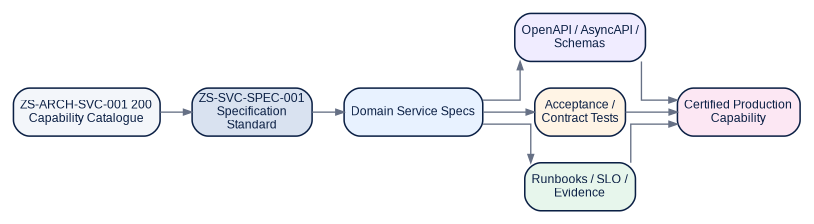 ZS-ARCH-SVC-001 200
Capability Catalogue
ZS-SVC-SPEC-001
Specification
Standard
Domain Service Specs
OpenAPI / AsyncAPI /
Schemas
Acceptance /
Contract Tests
Runbooks / SLO /
Evidence
Certified Production
Capability